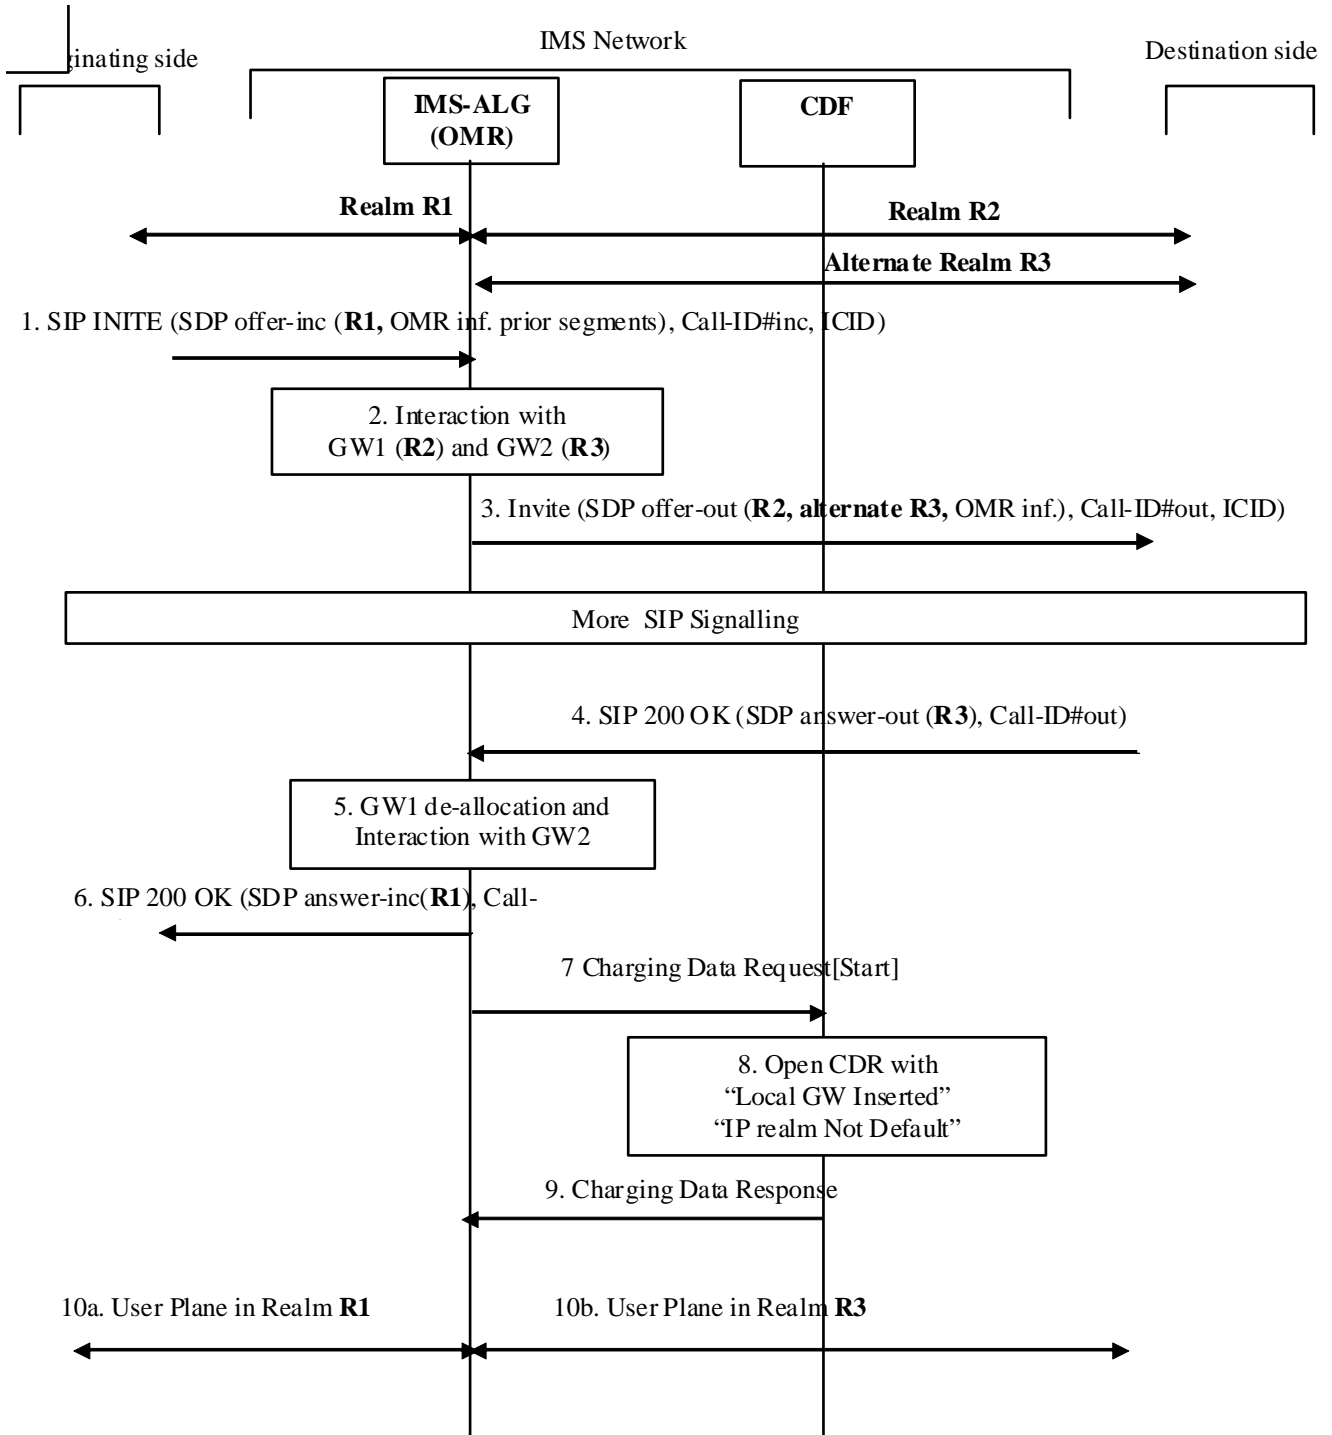 IMS Network
ginating side
Destination side
IMS-ALG
(OMR)
CDF
Realm R1
Realm R2
Alternate Realm R3
1. SIP INITE (SDP offer-inc (R1, OMR inf. prior segments), Call-ID#inc, ICID)
2. Interaction with
GW1 (R2) and GW2 (R3)
3. Invite (SDP offer-out (R2, alternate R3, OMR inf.), Call-ID#out, ICID)
More SIP Signalling
4. SIP 200 OK (SDP answer-out (R3), Call-ID#out)
5. GW1 de-allocation and
Interaction with GW2
6. SIP 200 OK (SDP answer-inc(R1), Call-
7 Charging Data Request[Start]
8. Open CDR with
“Local GW Inserted”
“IP realm Not Default”
9. Charging Data Response
10a. User Plane in Realm R1
10b. User Plane in Realm R3